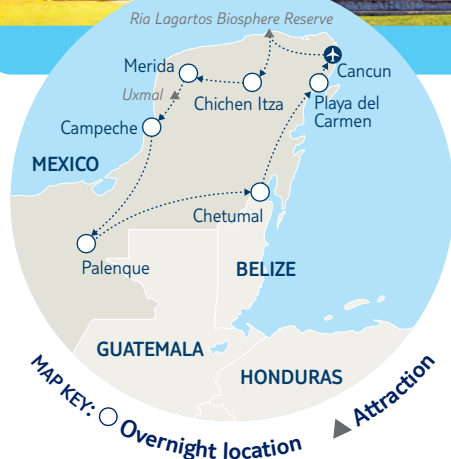 Ria Lagartos Biosphere Reserve
Merida
Cancun
Uxmal
Chichen Itza
Playa del
Carmen
Campeche
MEXICO
Chetumal
Palenque
BELIZE
GUATEMALA
HONDURAS
MAP KEY: Overnight location Attraction